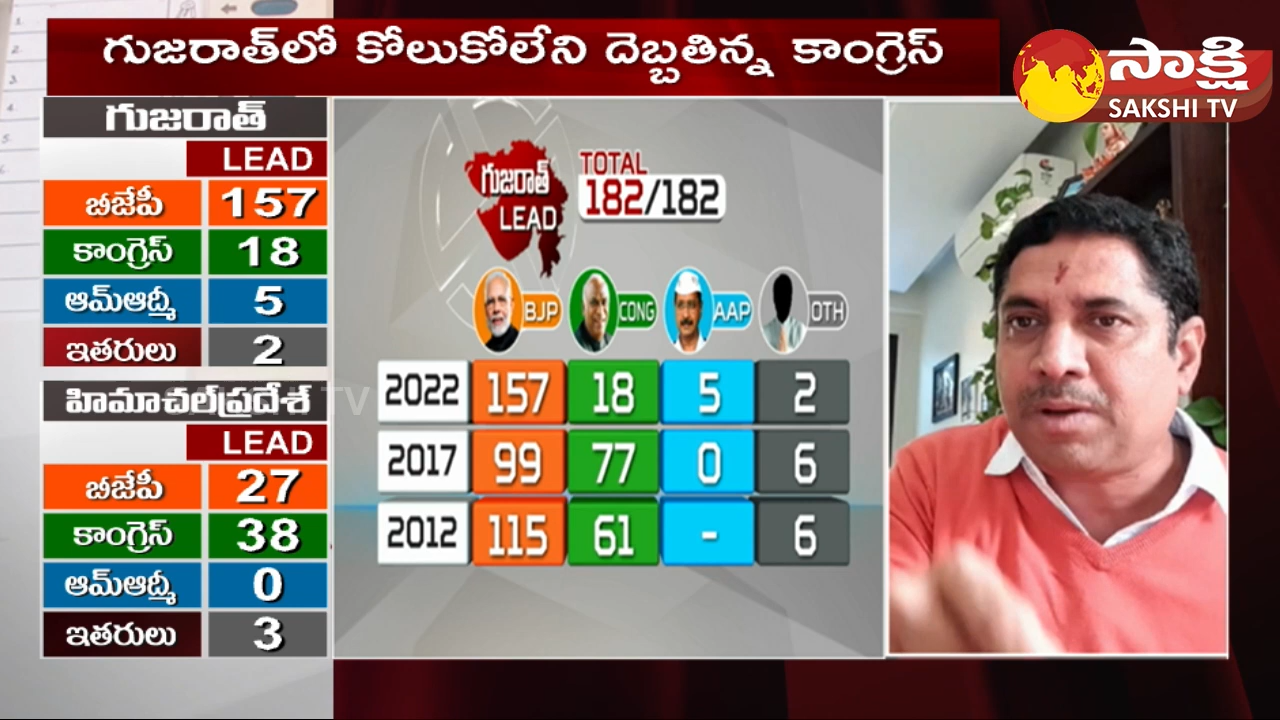 గుజరాత్‌లో కోలుకోలేని దెబ్బతిన్న కాంగ్రెస్
సాక్షి
SAKSHI TV
గుజరాత్
LEAD
బీజేపీ 157
కాంగ్రెస్ 18
ఆమ్ఆద్మీ 5
ఇతరులు 2
హిమాచల్‌ప్రదేశ్
LEAD
బీజేపీ 27
కాంగ్రెస్ 38
ఆమ్ఆద్మీ 0
ఇతరులు 3
గుజరాత్
LEAD
TOTAL
182/182
BJP CONG AAP OTH
2022 157 18 5 2
2017 99 77 0 6
2012 115 61 - 6